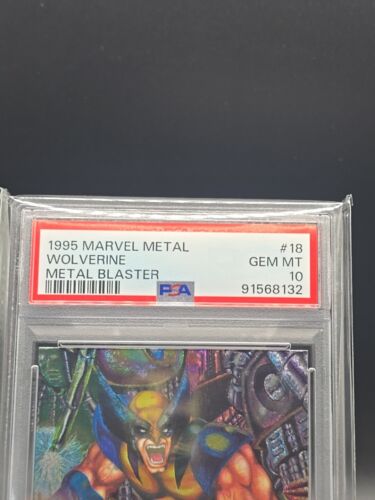 1995 MARVEL METAL #18
WOLVERINE GEM MT
METAL BLASTER 10
PSA 91568132